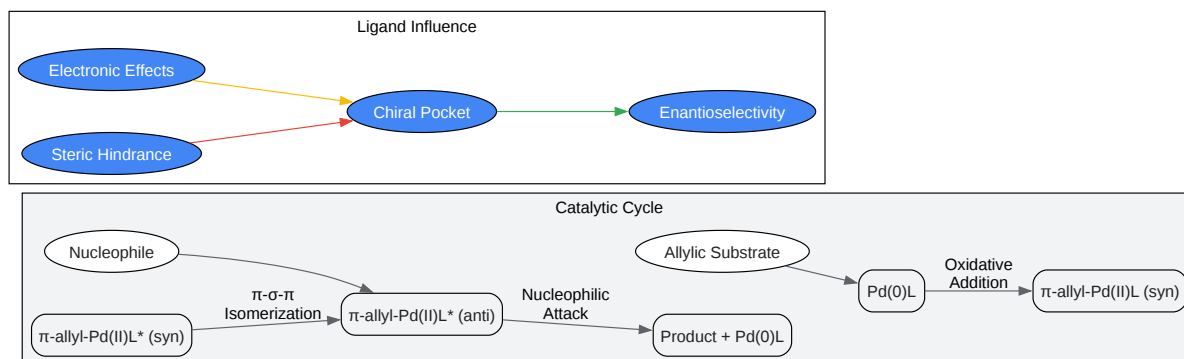 Ligand Influence
Electronic Effects
Steric Hindrance
Chiral Pocket
Enantioselectivity
Catalytic Cycle
Nucleophile
π-allyl-Pd(II)L* (syn)
π-σ-π
Isomerization
π-allyl-Pd(II)L* (anti)
Nucleophilic
Attack
Product + Pd(0)L
Allylic Substrate
Pd(0)L
Oxidative
Addition
π-allyl-Pd(II)L (syn)